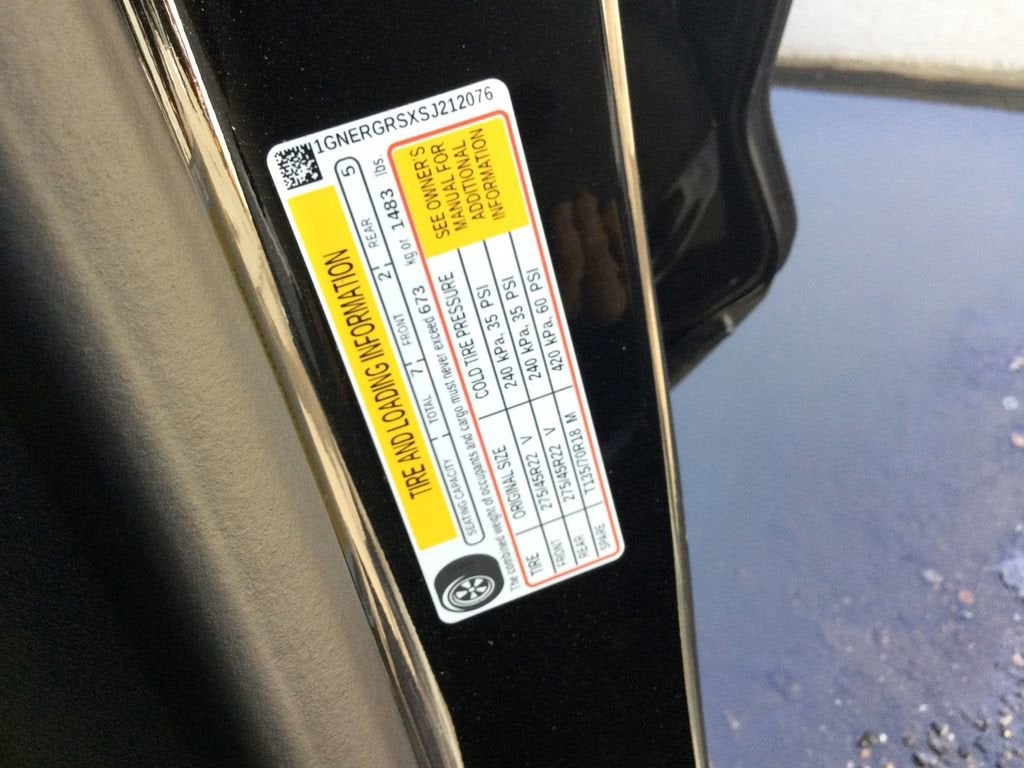 1GNERGRSXSJ212076
TIRE AND LOADING INFORMATION
SEATING CAPACITY TOTAL 7 FRONT 2 REAR 5
The combined weight of occupants and cargo must never exceed 673 kg or 1483 lbs.
TIRE ORIGINAL SIZE COLD TIRE PRESSURE
FRONT 275/45R22 V 240 kPa, 35 PSI
REAR 275/45R22 V 240 kPa, 35 PSI
SPARE T135/70R18 M 420 kPa, 60 PSI
SEE OWNER'S
MANUAL FOR
ADDITIONAL
INFORMATION